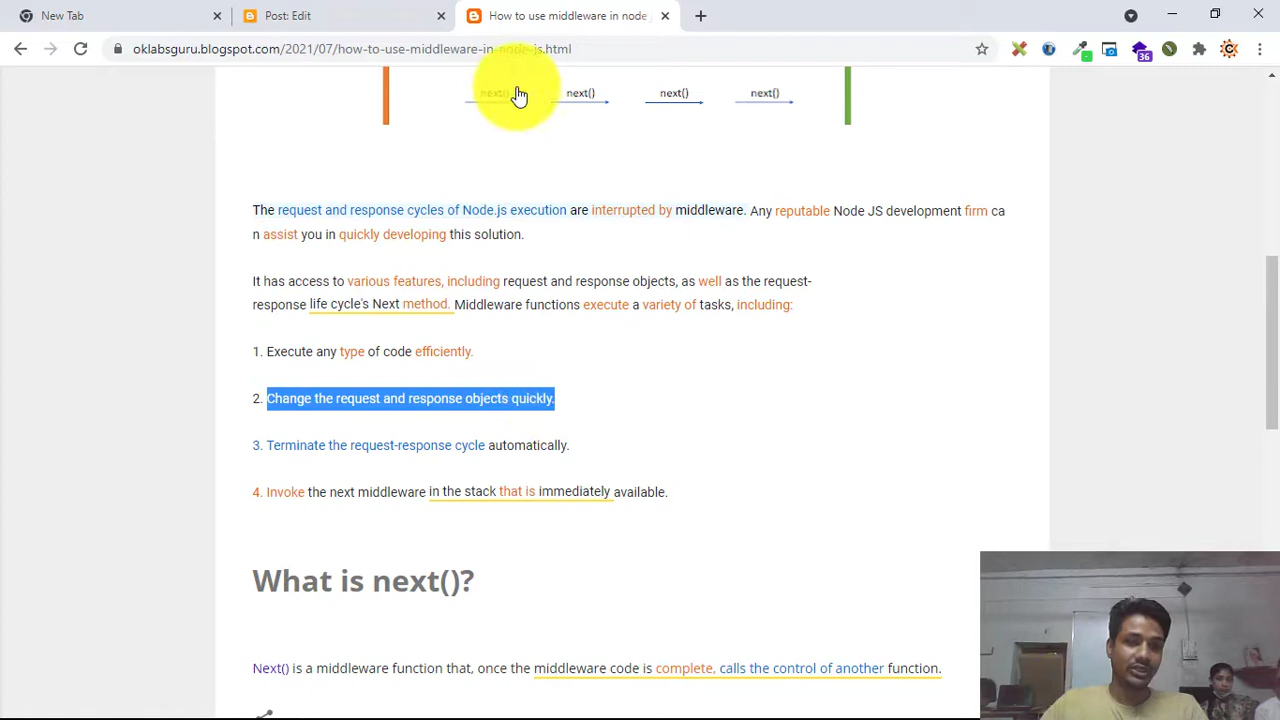 New Tab
Post: Edit
How to use middleware in node
oklabsguru.blogspot.com/2021/07/how-to-use-middleware-in-node-js.html
36
next() next() next() next()
The request and response cycles of Node.js execution are interrupted by middleware. Any reputable Node JS development firm ca
n assist you in quickly developing this solution.
It has access to various features, including request and response objects, as well as the request-
response life cycle's Next method. Middleware functions execute a variety of tasks, including:
1. Execute any type of code efficiently.
2. Change the request and response objects quickly.
3. Terminate the request-response cycle automatically.
4. Invoke the next middleware in the stack that is immediately available.
What is next()?
Next() is a middleware function that, once the middleware code is complete, calls the control of another function.